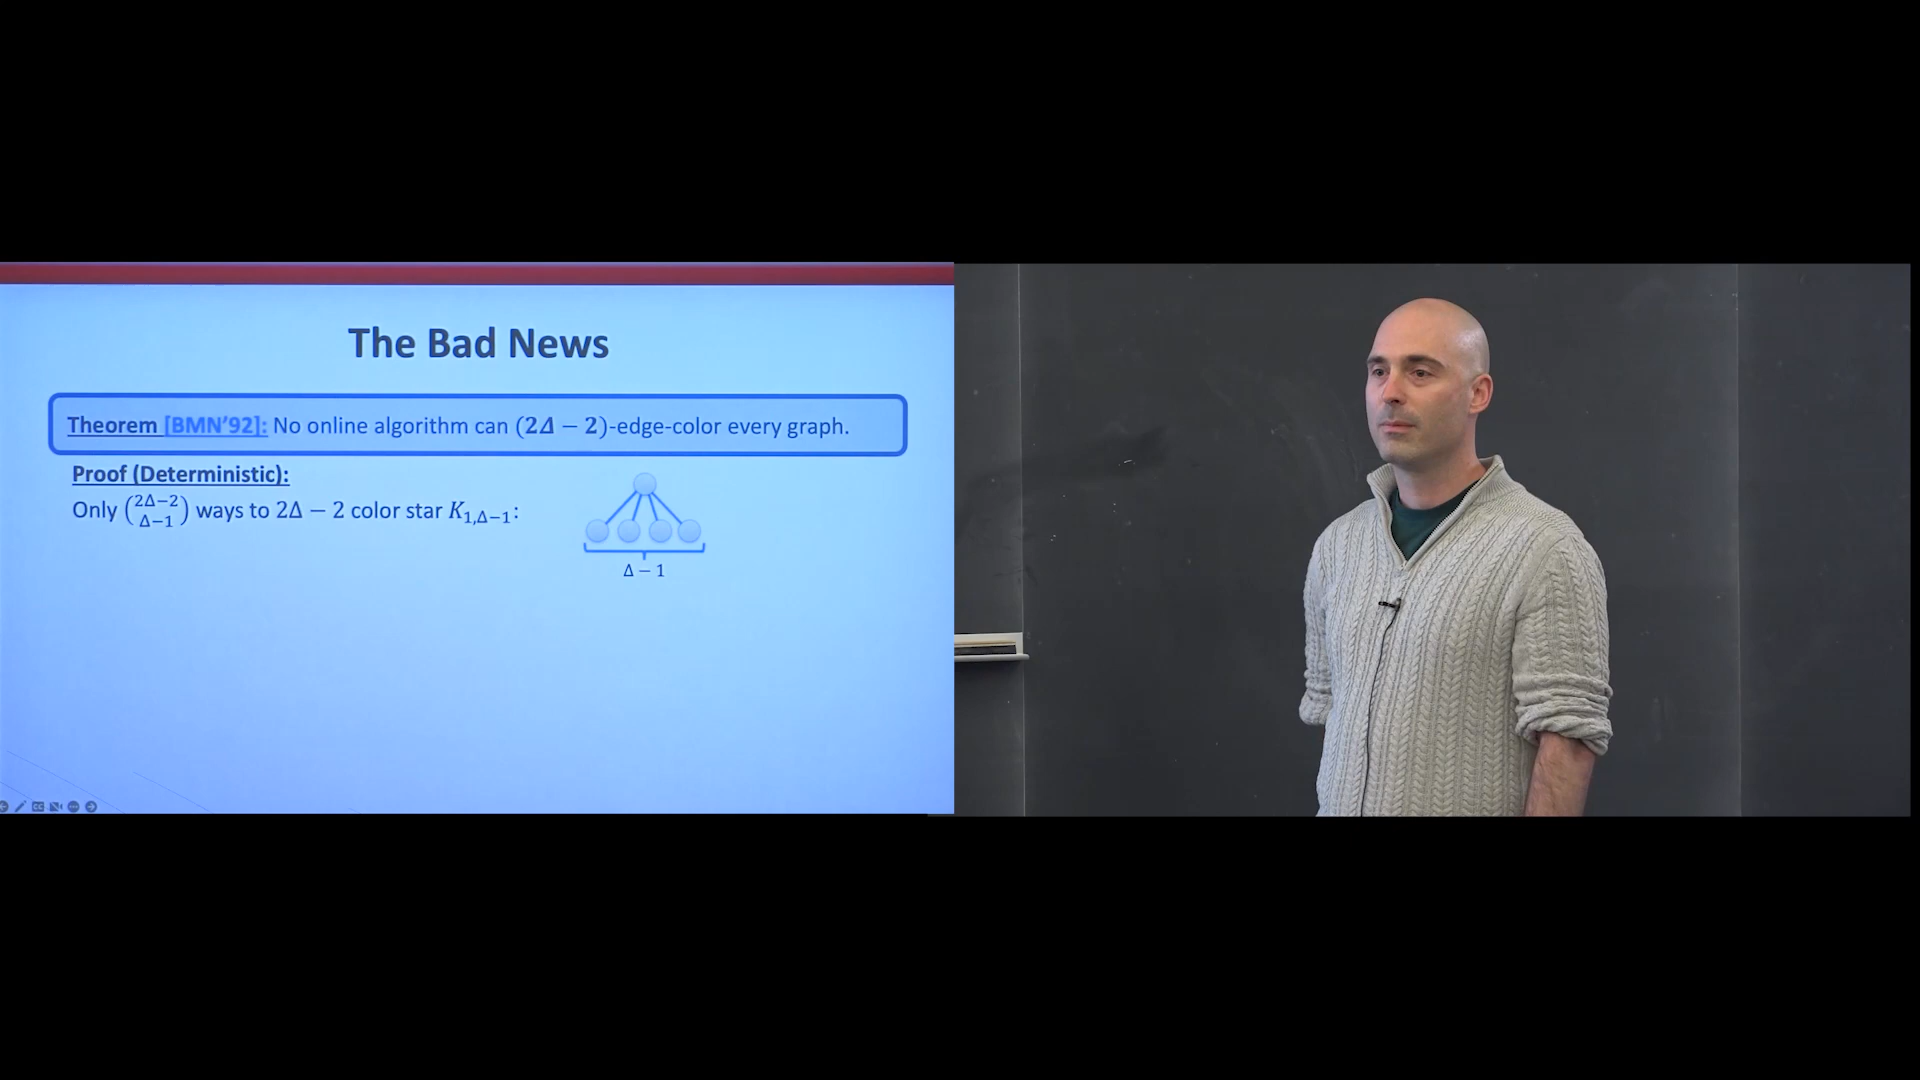 The Bad News
Theorem [BMN'92]: No online algorithm can (2Δ − 2)-edge-color every graph.
Proof (Deterministic):
Only (2Δ−2 Δ−1) ways to 2Δ − 2 color star K1,Δ−1:
Δ − 1